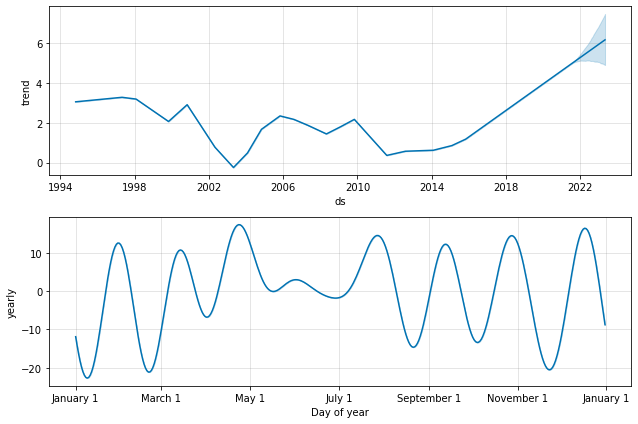 trend
6
4
2
0
1994 1998 2002 2006 2010 2014 2018 2022
ds
yearly
10
0
−10
−20
January 1 March 1 May 1 July 1 September 1 November 1 January 1
Day of year